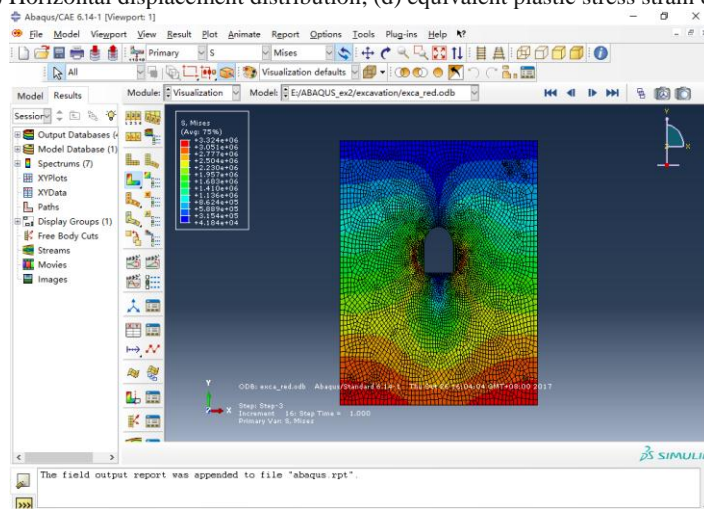 Horizontal displacement distribution; (d) equivalent plastic stress strain
Abaqus/CAE 6.14-1 [Viewport: 1]
File Model Viewport View Result Plot Animate Report Options Tools Plug-ins Help
Primary S Mises
All Visualization defaults
Model Results Module: Visualization Model: E:/ABAQUS_ex2/excavation/exca_red.odb
Session
Output Databases
Model Database (1)
Spectrums (7)
XYPlots
XYData
Paths
Display Groups (1)
Free Body Cuts
Streams
Movies
Images
S, Mises
(Avg: 75%)
+3.324e+06
+3.051e+06
+2.777e+06
+2.504e+06
+2.230e+06
+1.957e+06
+1.683e+06
+1.410e+06
+1.136e+06
+8.624e+05
+5.889e+05
+3.154e+05
+4.184e+04
Y
X
Y
X
ODB: exca_red.odb Abaqus/Standard 6.14-1 GMT+08:00 2017
Step: Step-3
Increment 16: Step Time = 1.000
Primary Var: S, Mises
SIMULIA
The field output report was appended to file "abaqus.rpt".
>>>